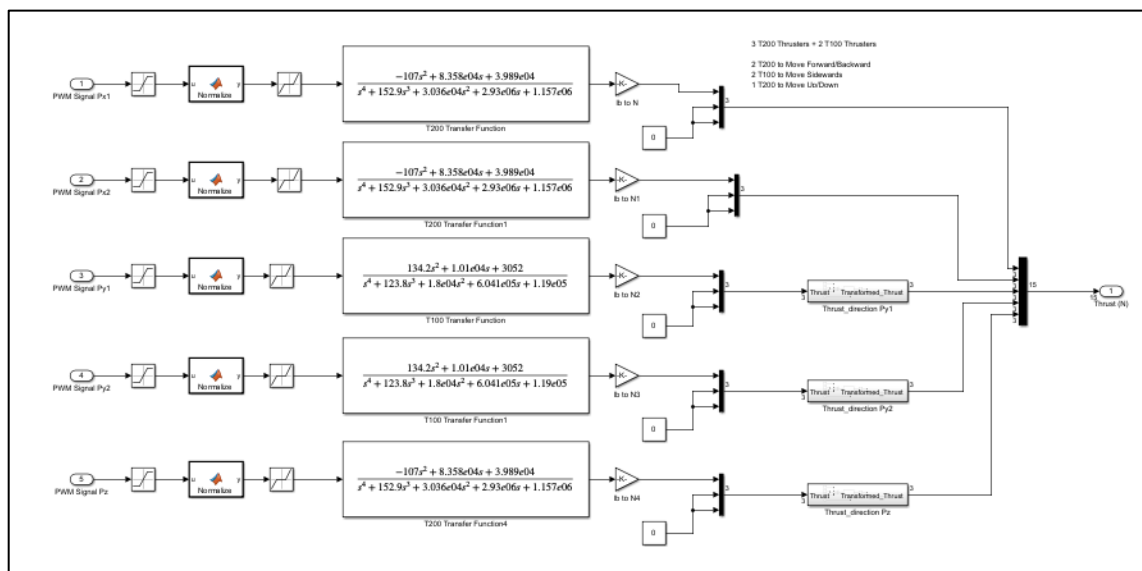 3 T200 Thrusters + 2 T100 Thrusters
2 T200 to Move Forward/Backward
2 T100 to Move Sidewards
1 T200 to Move Up/Down
1
PWM Signal Px1
u Normalize y
-107s² + 8.358e04s + 3.989e04
s⁴ + 152.9s³ + 3.036e04s² + 2.93e06s + 1.157e06
T200 Transfer Function
-K-
lb to N
0
3
2
PWM Signal Px2
u Normalize y
-107s² + 8.358e04s + 3.989e04
s⁴ + 152.9s³ + 3.036e04s² + 2.93e06s + 1.157e06
T200 Transfer Function1
-K-
lb to N1
0
3
3
PWM Signal Py1
u Normalize y
134.2s² + 1.01e04s + 3052
s⁴ + 123.8s³ + 1.8e04s² + 6.041e05s + 1.19e05
T100 Transfer Function
-K-
lb to N2
0
3
3
Thrust Transformed_Thrust
3
Thrust_direction Py1
4
PWM Signal Py2
u Normalize y
134.2s² + 1.01e04s + 3052
s⁴ + 123.8s³ + 1.8e04s² + 6.041e05s + 1.19e05
T100 Transfer Function1
-K-
lb to N3
0
3
3
Thrust Transformed_Thrust
3
Thrust_direction Py2
5
PWM Signal Pz
u Normalize y
-107s² + 8.358e04s + 3.989e04
s⁴ + 152.9s³ + 3.036e04s² + 2.93e06s + 1.157e06
T200 Transfer Function4
-K-
lb to N4
0
3
3
Thrust Transformed_Thrust
3
Thrust_direction Pz
3
3
3
3
3
15
15
1
Thrust (N)